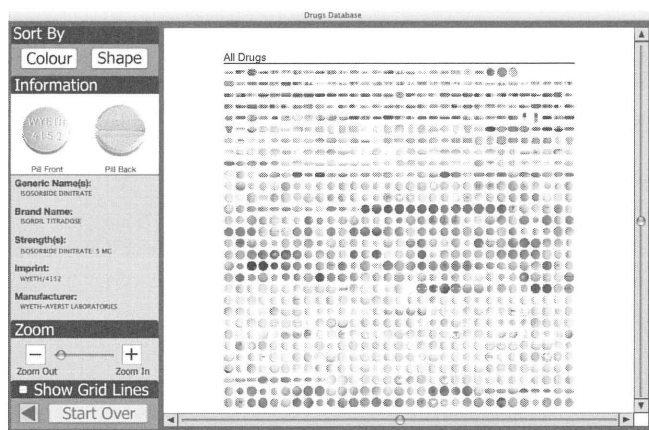 Drugs Database
Sort By
Colour Shape
Information
WYETH
4152
Pill Front Pill Back
Generic Name(s):
ISOSORBIDE DINITRATE
Brand Name:
ISORDIL TITRADOSE
Strength(s):
ISOSORBIDE DINITRATE: 5 MG
Imprint:
WYETH/4152
Manufacturer:
WYETH-AYERST LABORATORIES
Zoom
Zoom Out Zoom In
Show Grid Lines
Start Over
All Drugs